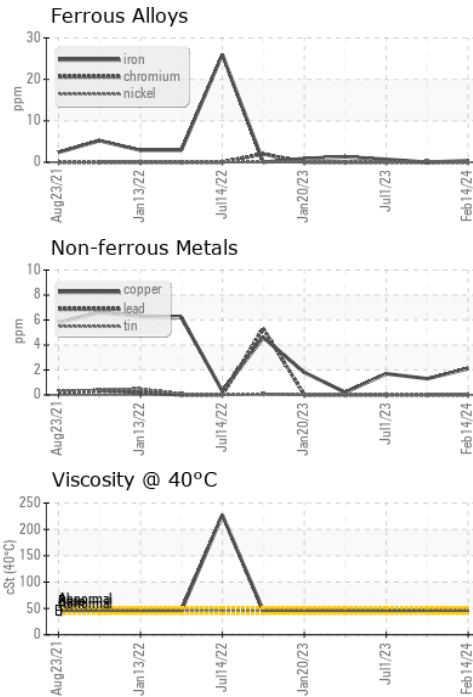 Ferrous Alloys
30
20
10
0
ppm
iron
chromium
nickel
Aug23/21
Jan13/22
Jul14/22
Jan20/23
Jul1/23
Feb14/24
Non-ferrous Metals
10
8
6
4
2
0
ppm
copper
lead
tin
Aug23/21
Jan13/22
Jul14/22
Jan20/23
Jul1/23
Feb14/24
Viscosity @ 40°C
250
200
150
100
50
0
cSt (40°C)
Abnormal
Abnormal
Aug23/21
Jan13/22
Jul14/22
Jan20/23
Jul1/23
Feb14/24